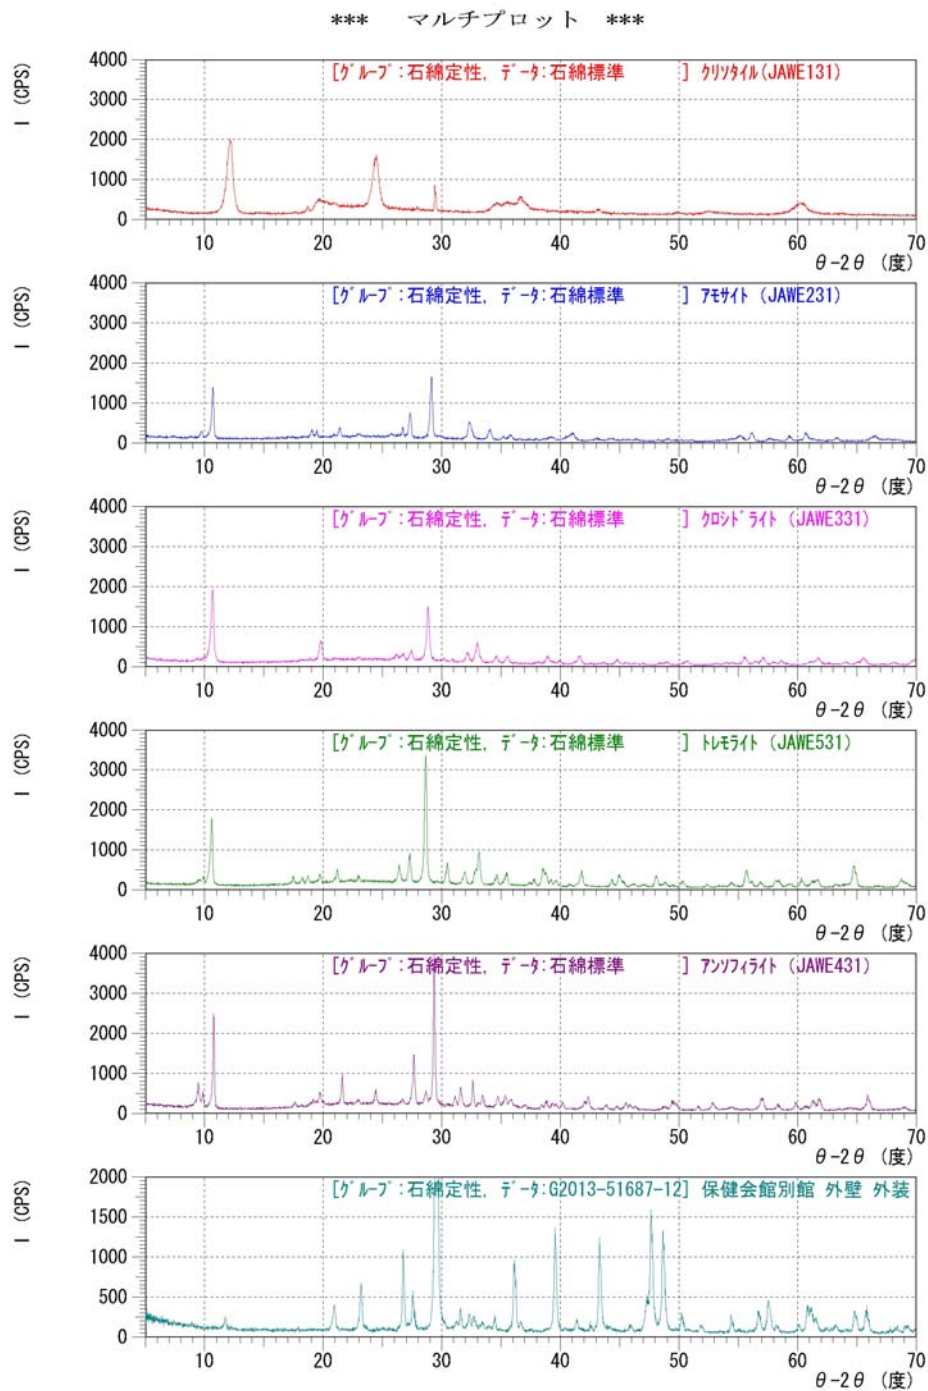 *** マルチプロット ***
I (CPS)
4000
3000
2000
1000
0
[グループ:石綿定性, データ:石綿標準 ] クリソタイル(JAWE131)
10 20 30 40 50 60 70
θ-2θ (度)
I (CPS)
4000
3000
2000
1000
0
[グループ:石綿定性, データ:石綿標準 ] アモサイト (JAWE231)
10 20 30 40 50 60 70
θ-2θ (度)
I (CPS)
4000
3000
2000
1000
0
[グループ:石綿定性, データ:石綿標準 ] クロシドライト (JAWE331)
10 20 30 40 50 60 70
θ-2θ (度)
I (CPS)
4000
3000
2000
1000
0
[グループ:石綿定性, データ:石綿標準 ] トレモライト (JAWE531)
10 20 30 40 50 60 70
θ-2θ (度)
I (CPS)
4000
3000
2000
1000
0
[グループ:石綿定性, データ:石綿標準 ] アンソフィライト (JAWE431)
10 20 30 40 50 60 70
θ-2θ (度)
I (CPS)
2000
1500
1000
500
0
[グループ:石綿定性, データ:G2013-51687-12] 保健会館別館 外壁 外装
10 20 30 40 50 60 70
θ-2θ (度)